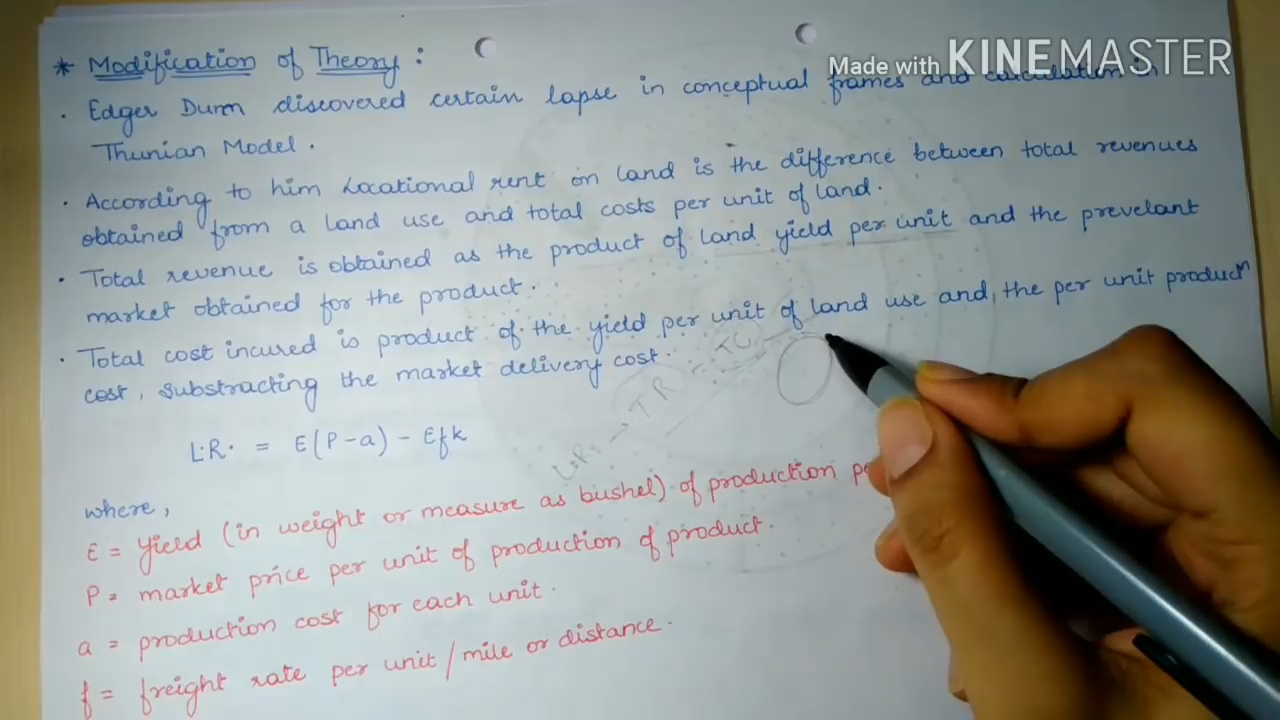 Made with KINEMASTER
* Modification of Theory :
. Edger Dunn discovered certain lapse in conceptual frames and calculation in
Thunian Model.
. According to him Locational rent on land is the difference between total revenues
obtained from a land use and total costs per unit of land.
. Total revenue is obtained as the product of land yield per unit and the prevelant
market obtained for the product.
. Total cost incured is product of the yield per unit of land use and, the per unit productn
cost, substracting the market delivery cost.
L.R. → TR - TC
L.R. = E(P-a) - Efk
where,
E = Yield (in weight or measure as bushel) of production
P = market price per unit of production of product.
a = production cost for each unit.
f = freight rate per unit/mile or distance.